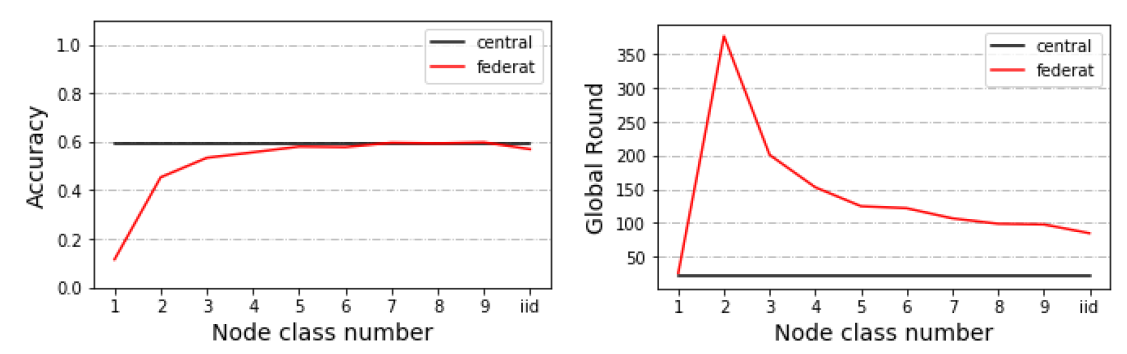 1.0
0.8
0.6
0.4
0.2
0.0
Accuracy
central
federat
1 2 3 4 5 6 7 8 9 iid
Node class number
350
300
250
200
150
100
50
Global Round
central
federat
1 2 3 4 5 6 7 8 9 iid
Node class number